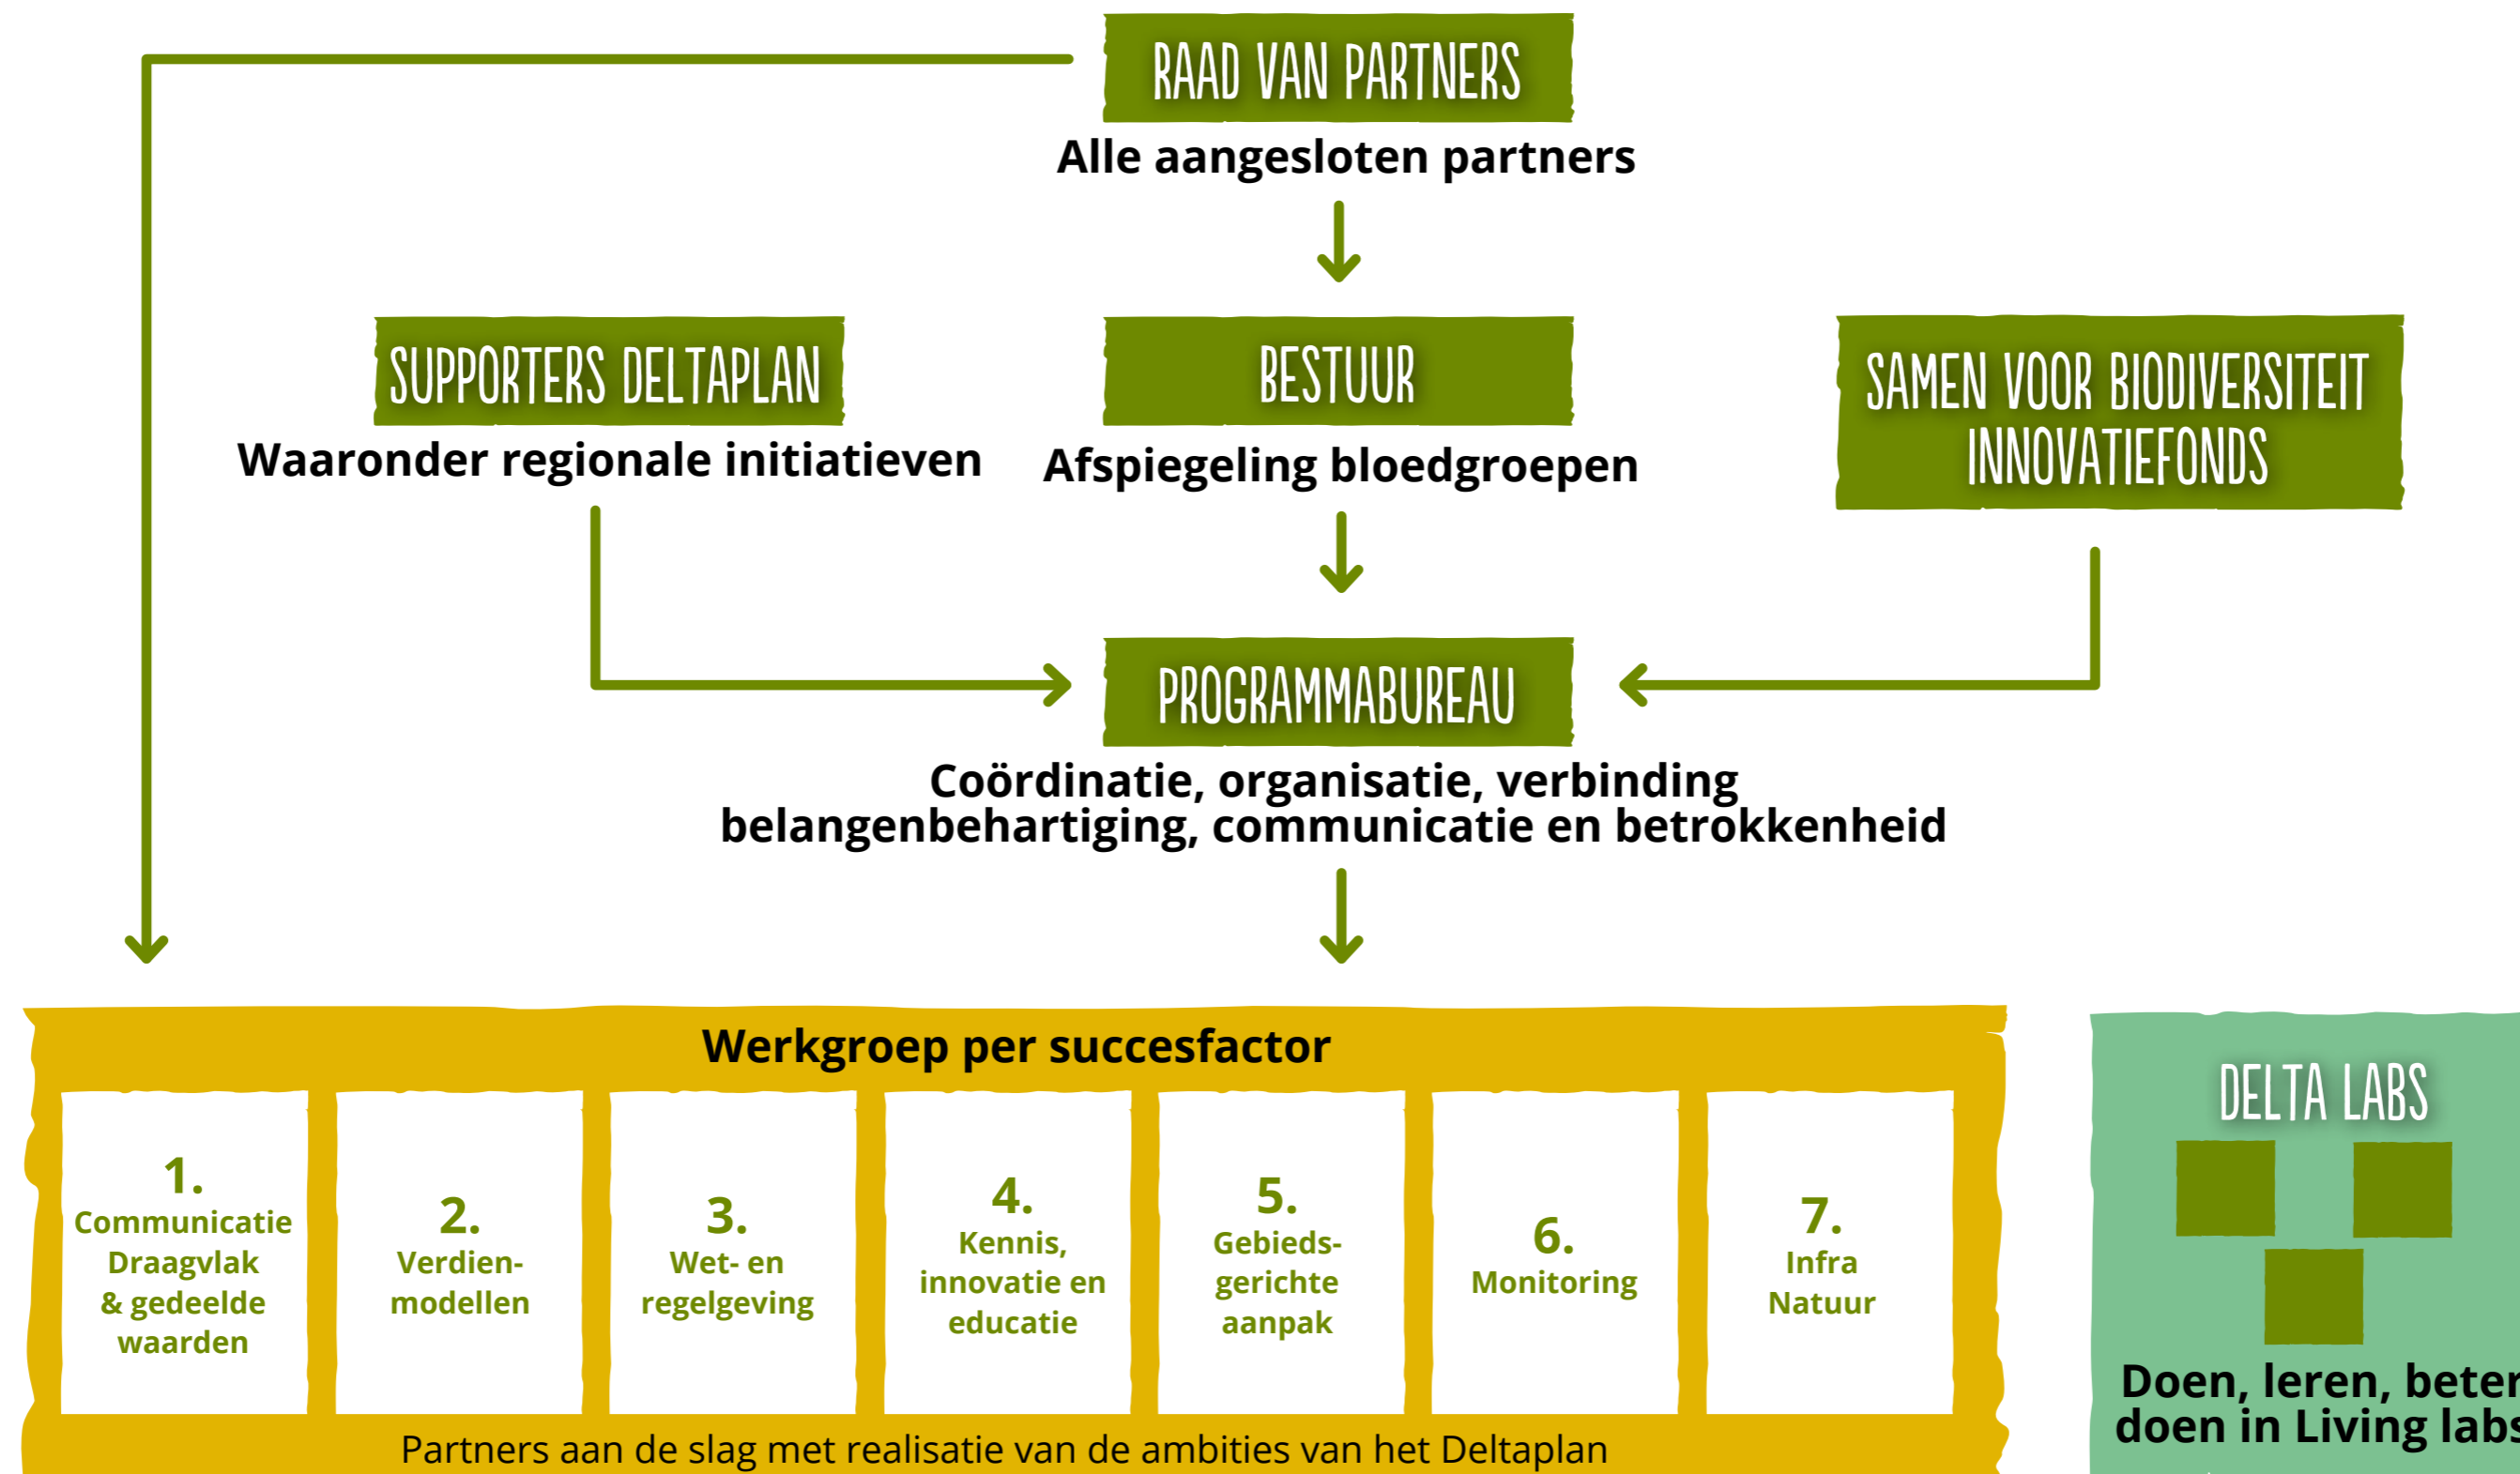 RAAD VAN PARTNERS
Alle aangesloten partners
SUPPORTERS DELTAPLAN
Waaronder regionale initiatieven
BESTUUR
Afspiegeling bloedgroepen
SAMEN VOOR BIODIVERSITEIT
INNOVATIEFONDS
PROGRAMMABUREAU
Coördinatie, organisatie, verbinding
belangenbehartiging, communicatie en betrokkenheid
Werkgroep per succesfactor
1.
Communicatie
Draagvlak
& gedeelde
waarden
2.
Verdien-
modellen
3.
Wet- en
regelgeving
4.
Kennis,
innovatie en
educatie
5.
Gebieds-
gerichte
aanpak
6.
Monitoring
7.
Infra
Natuur
Partners aan de slag met realisatie van de ambities van het Deltaplan
DELTA LABS
Doen, leren, beter
doen in Living labs